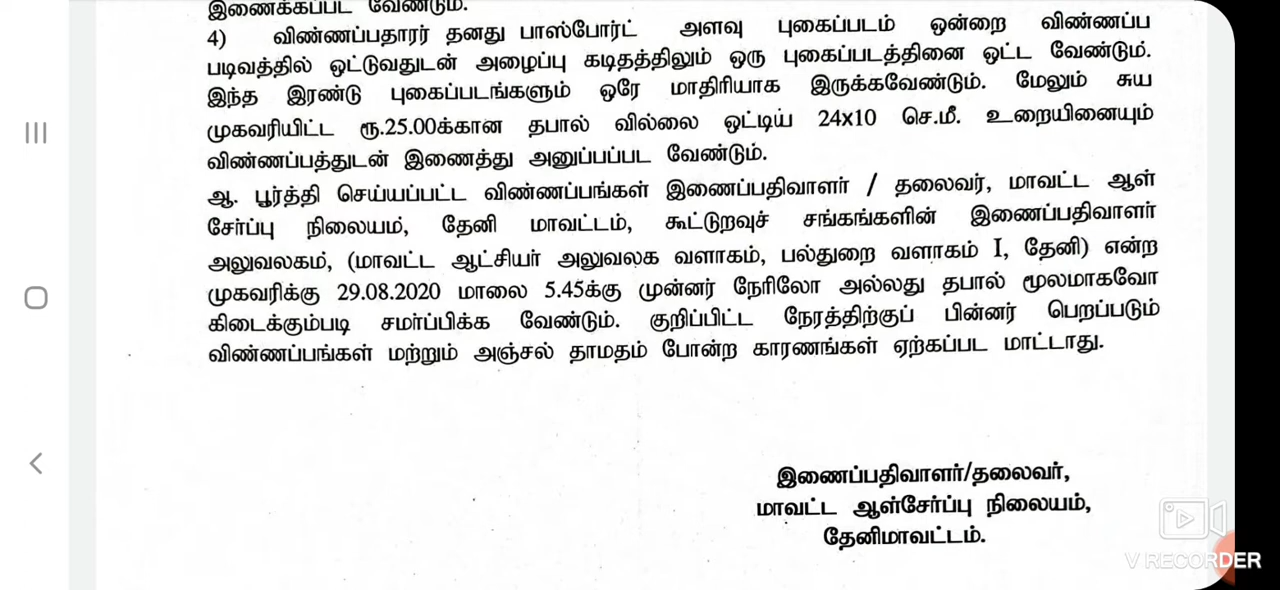 இணைக்கப்பட வேண்டும்.
4) விண்ணப்பதாரர் தனது பாஸ்போர்ட் அளவு புகைப்படம் ஒன்றை விண்ணப்ப
படிவத்தில் ஒட்டுவதுடன் அழைப்பு கடிதத்திலும் ஒரு புகைப்படத்தினை ஒட்ட வேண்டும்.
இந்த இரண்டு புகைப்படங்களும் ஒரே மாதிரியாக இருக்கவேண்டும். மேலும் சுய
முகவரியிட்ட ரூ.25.00க்கான தபால் வில்லை ஒட்டிய் 24x10 செ.மீ. உறையினையும்
விண்ணப்பத்துடன் இணைத்து அனுப்பப்பட வேண்டும்.
ஆ. பூர்த்தி செய்யப்பட்ட விண்ணப்பங்கள் இணைப்பதிவாளர் / தலைவர், மாவட்ட ஆள்
சேர்ப்பு நிலையம், தேனி மாவட்டம், கூட்டுறவுச் சங்கங்களின் இணைப்பதிவாளர்
அலுவலகம், (மாவட்ட ஆட்சியர் அலுவலக வளாகம், பல்துறை வளாகம் I, தேனி) என்ற
முகவரிக்கு 29.08.2020 மாலை 5.45க்கு முன்னர் நேரிலோ அல்லது தபால் மூலமாகவோ
கிடைக்கும்படி சமர்ப்பிக்க வேண்டும். குறிப்பிட்ட நேரத்திற்குப் பின்னர் பெறப்படும்
விண்ணப்பங்கள் மற்றும் அஞ்சல் தாமதம் போன்ற காரணங்கள் ஏற்கப்பட மாட்டாது.
இணைப்பதிவாளர்/தலைவர்,
மாவட்ட ஆள்சேர்ப்பு நிலையம்,
தேனிமாவட்டம்.
V RECORDER